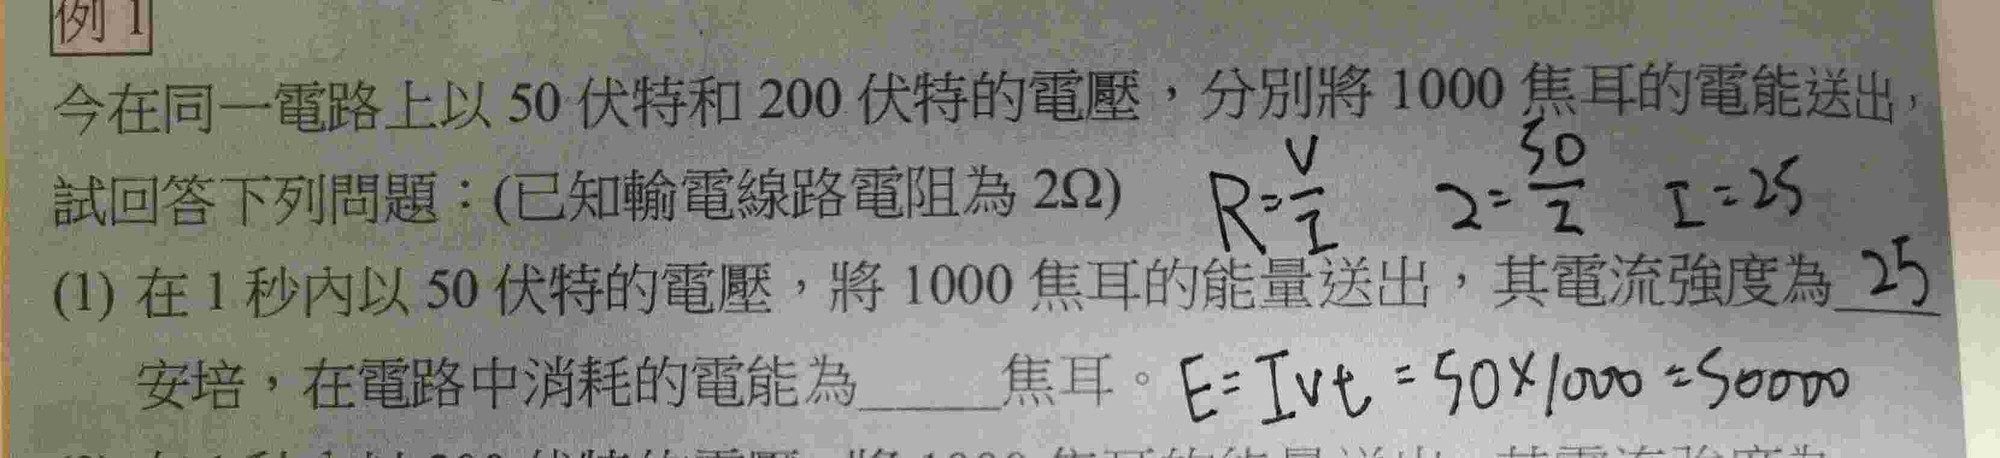 例 1
今在同一電路上以 50 伏特和 200 伏特的電壓，分別將 1000 焦耳的電能送出，
試回答下列問題：(已知輸電線路電阻為 2Ω) R=V/I 2=50/I I=25
(1) 在 1 秒內以 50 伏特的電壓，將 1000 焦耳的能量送出，其電流強度為 25
安培，在電路中消耗的電能為_____焦耳。 E=IVt =50×1000=50000